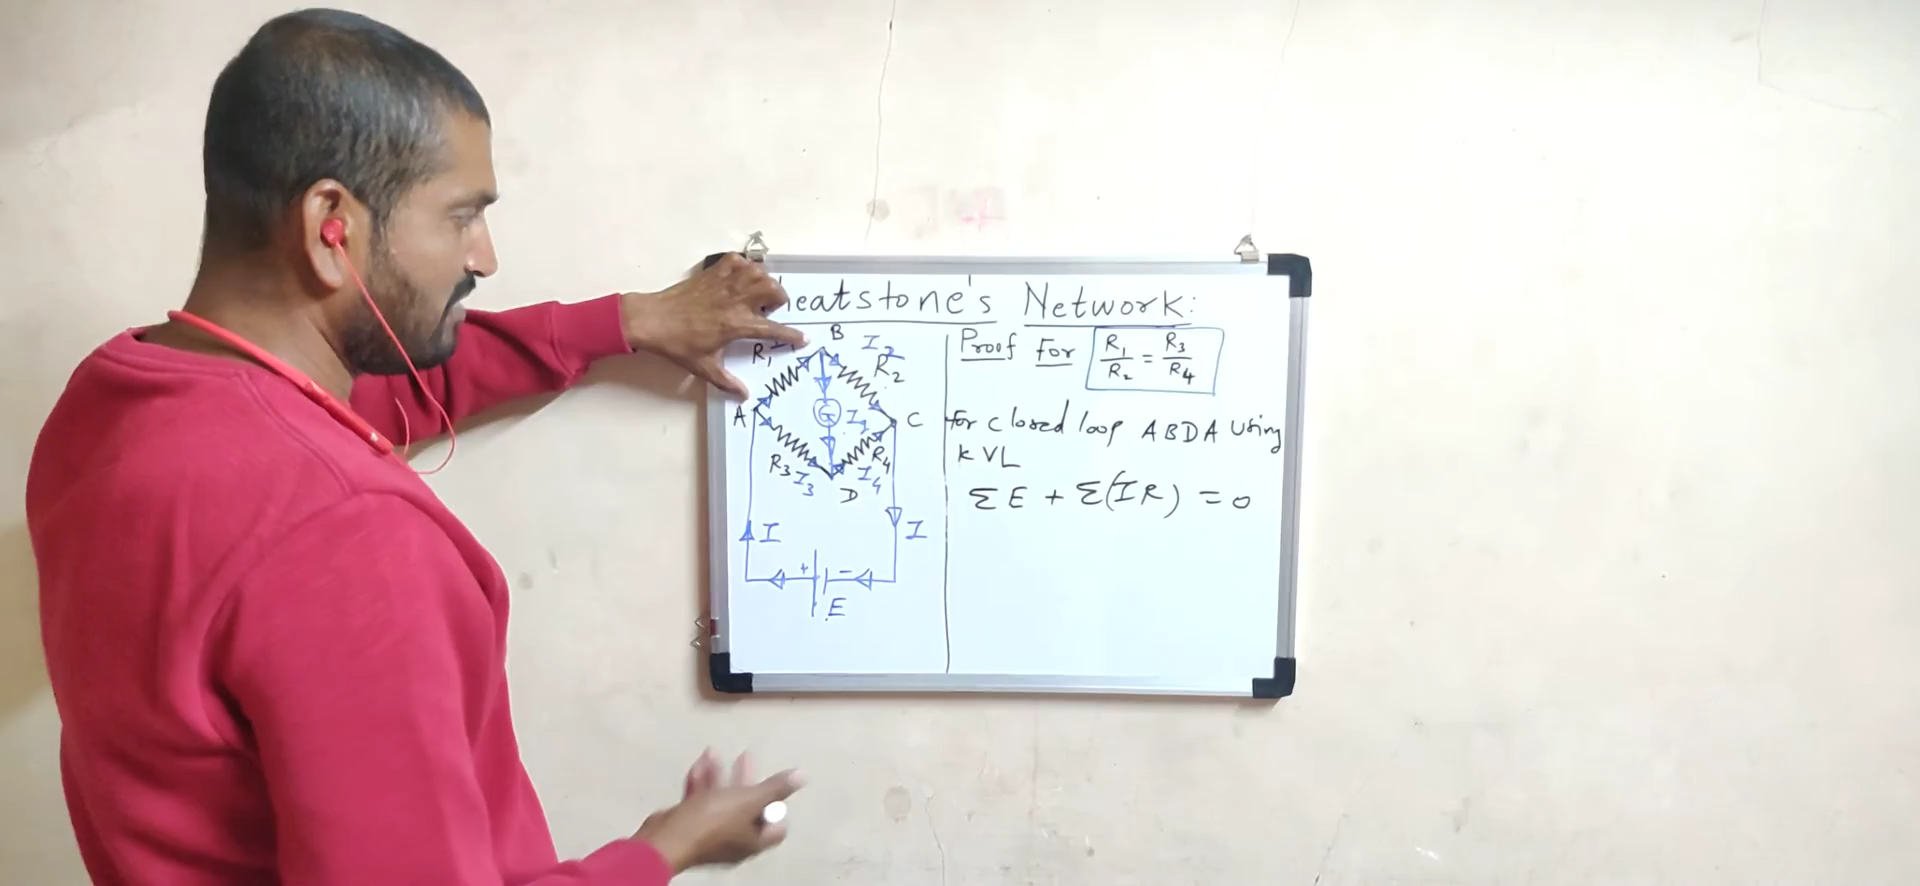 heatstone's Network:
B
R₁
I₂
R₂
A
G
I₃
C
R₃
I₃
D
R₄
I₄
I
I
+
-
E
Proof For R₁/R₂ = R₃/R₄
For closed loop ABDA using
KVL
ΣE + Σ(IR) = 0